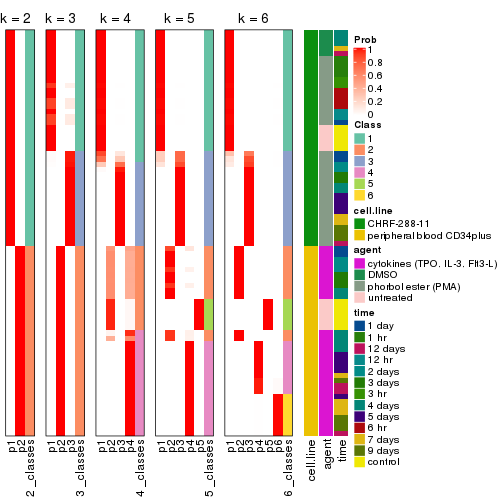 k = 2 k = 3 k = 4 k = 5 k = 6
Prob
1
0.8
0.6
0.4
0.2
0
Class
1
2
3
4
5
6
cell.line
CHRF-288-11
peripheral blood CD34plus
agent
cytokines (TPO, IL-3, Flt3-L)
DMSO
phorbol ester (PMA)
untreated
time
1 day
1 hr
12 days
12 hr
2 days
3 days
3 hr
4 days
5 days
6 hr
7 days
9 days
control
p1 p2 2_classes p1 p2 p3 3_classes p1 p2 p3 p4 4_classes p1 p2 p3 p4 p5 5_classes p1 p2 p3 p4 p5 p6 6_classes cell.line agent time